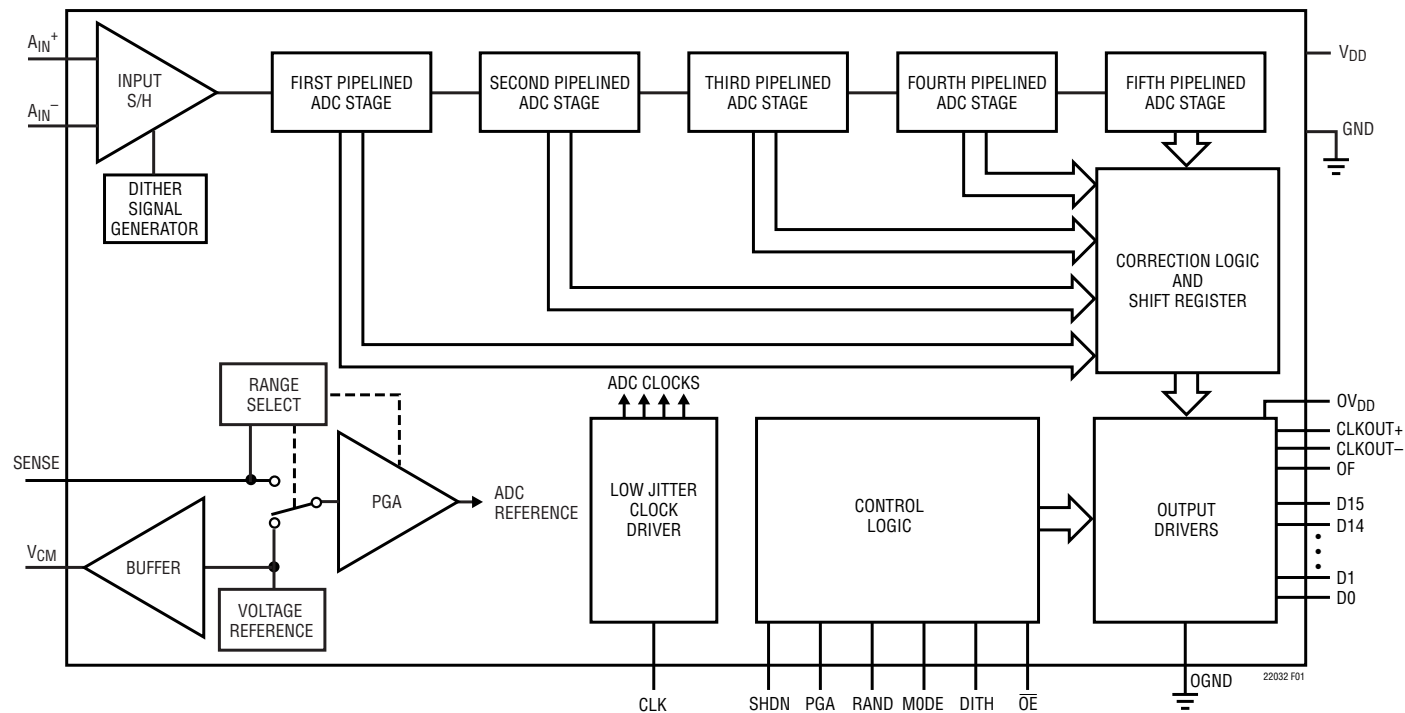 AIN+
AIN−
INPUT
S/H
DITHER
SIGNAL
GENERATOR
FIRST PIPELINED
ADC STAGE
SECOND PIPELINED
ADC STAGE
THIRD PIPELINED
ADC STAGE
FOURTH PIPELINED
ADC STAGE
FIFTH PIPELINED
ADC STAGE
VDD
GND
CORRECTION LOGIC
AND
SHIFT REGISTER
RANGE
SELECT
SENSE
PGA
ADC
REFERENCE
VCM
BUFFER
VOLTAGE
REFERENCE
ADC CLOCKS
LOW JITTER
CLOCK
DRIVER
CLK
CONTROL
LOGIC
SHDN
PGA
RAND
M0DE
DITH
O̅E̅
OUTPUT
DRIVERS
OVDD
CLKOUT+
CLKOUT–
OF
D15
D14
D1
D0
OGND
22032 F01